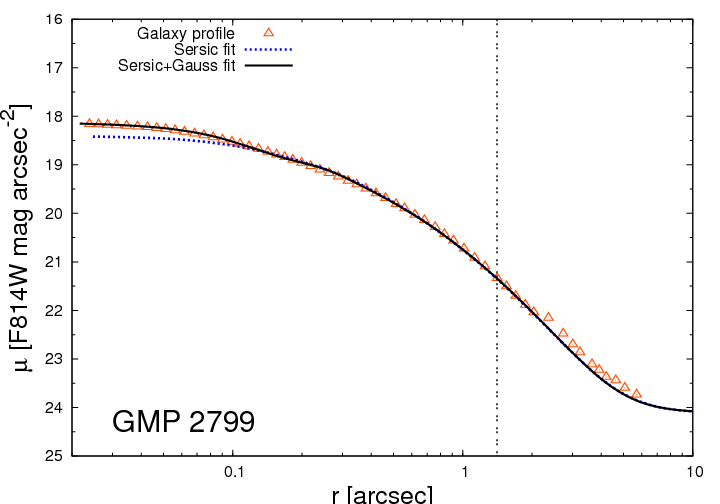 Galaxy profile
Sersic fit
Sersic+Gauss fit
16
17
18
19
20
21
22
23
24
25
μ [F814W mag arcsec⁻²]
GMP 2799
0.1 1 10
r [arcsec]